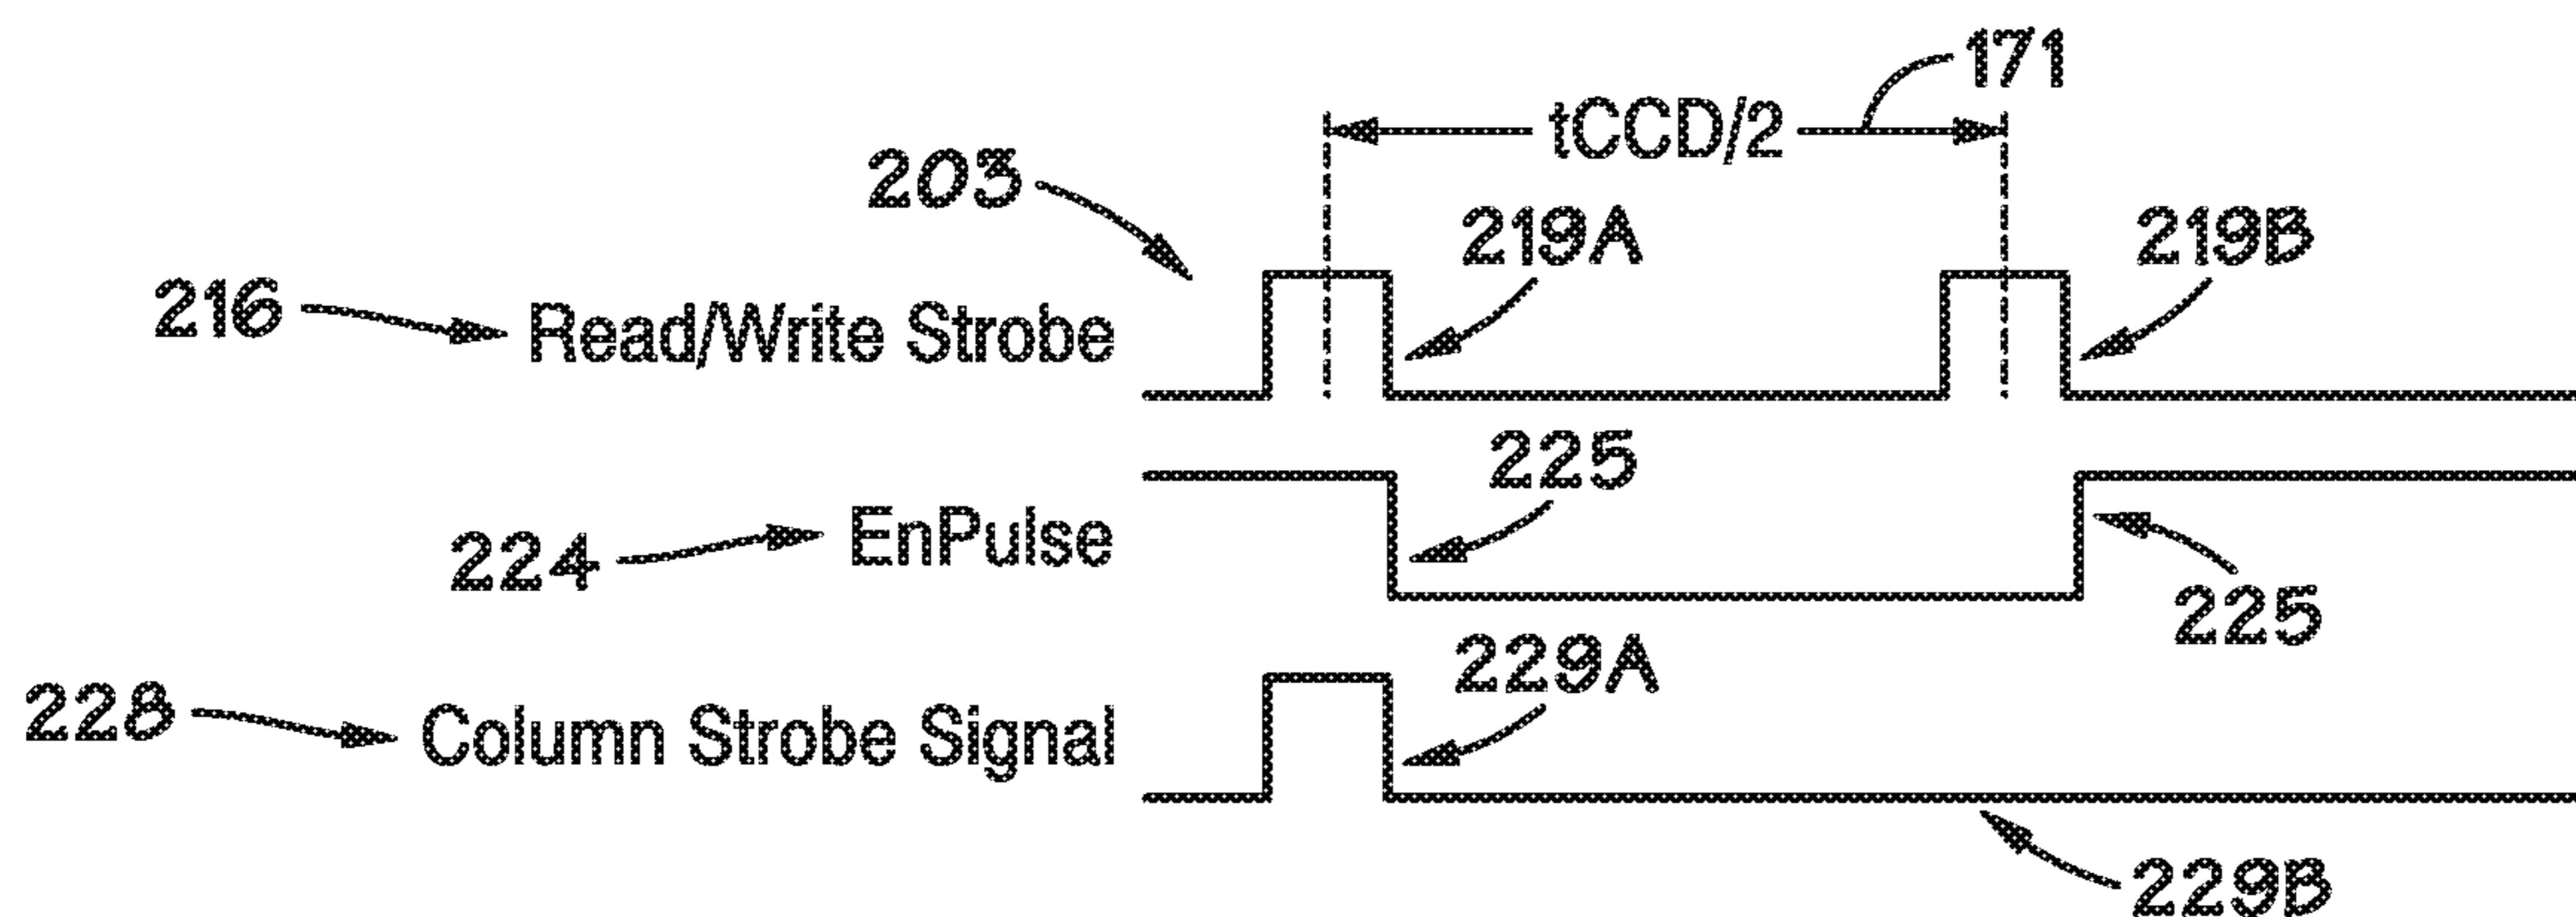 171
tCCD/2
203
219A
219B
216
Read/Write Strobe
225
224
EnPulse
225
229A
228
Column Strobe Signal
229B